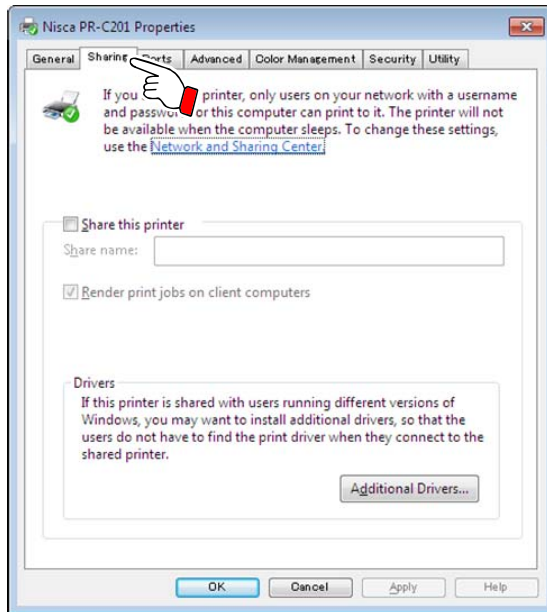 Nisca PR-C201 Properties
General Sharing Ports Advanced Color Management Security Utility
If you printer, only users on your network with a username
and password for this computer can print to it. The printer will not
be available when the computer sleeps. To change these settings,
use the Network and Sharing Center.
Share this printer
Share name:
Render print jobs on client computers
Drivers
If this printer is shared with users running different versions of
Windows, you may want to install additional drivers, so that the
users do not have to find the print driver when they connect to the
shared printer.
Additional Drivers...
OK Cancel Apply Help